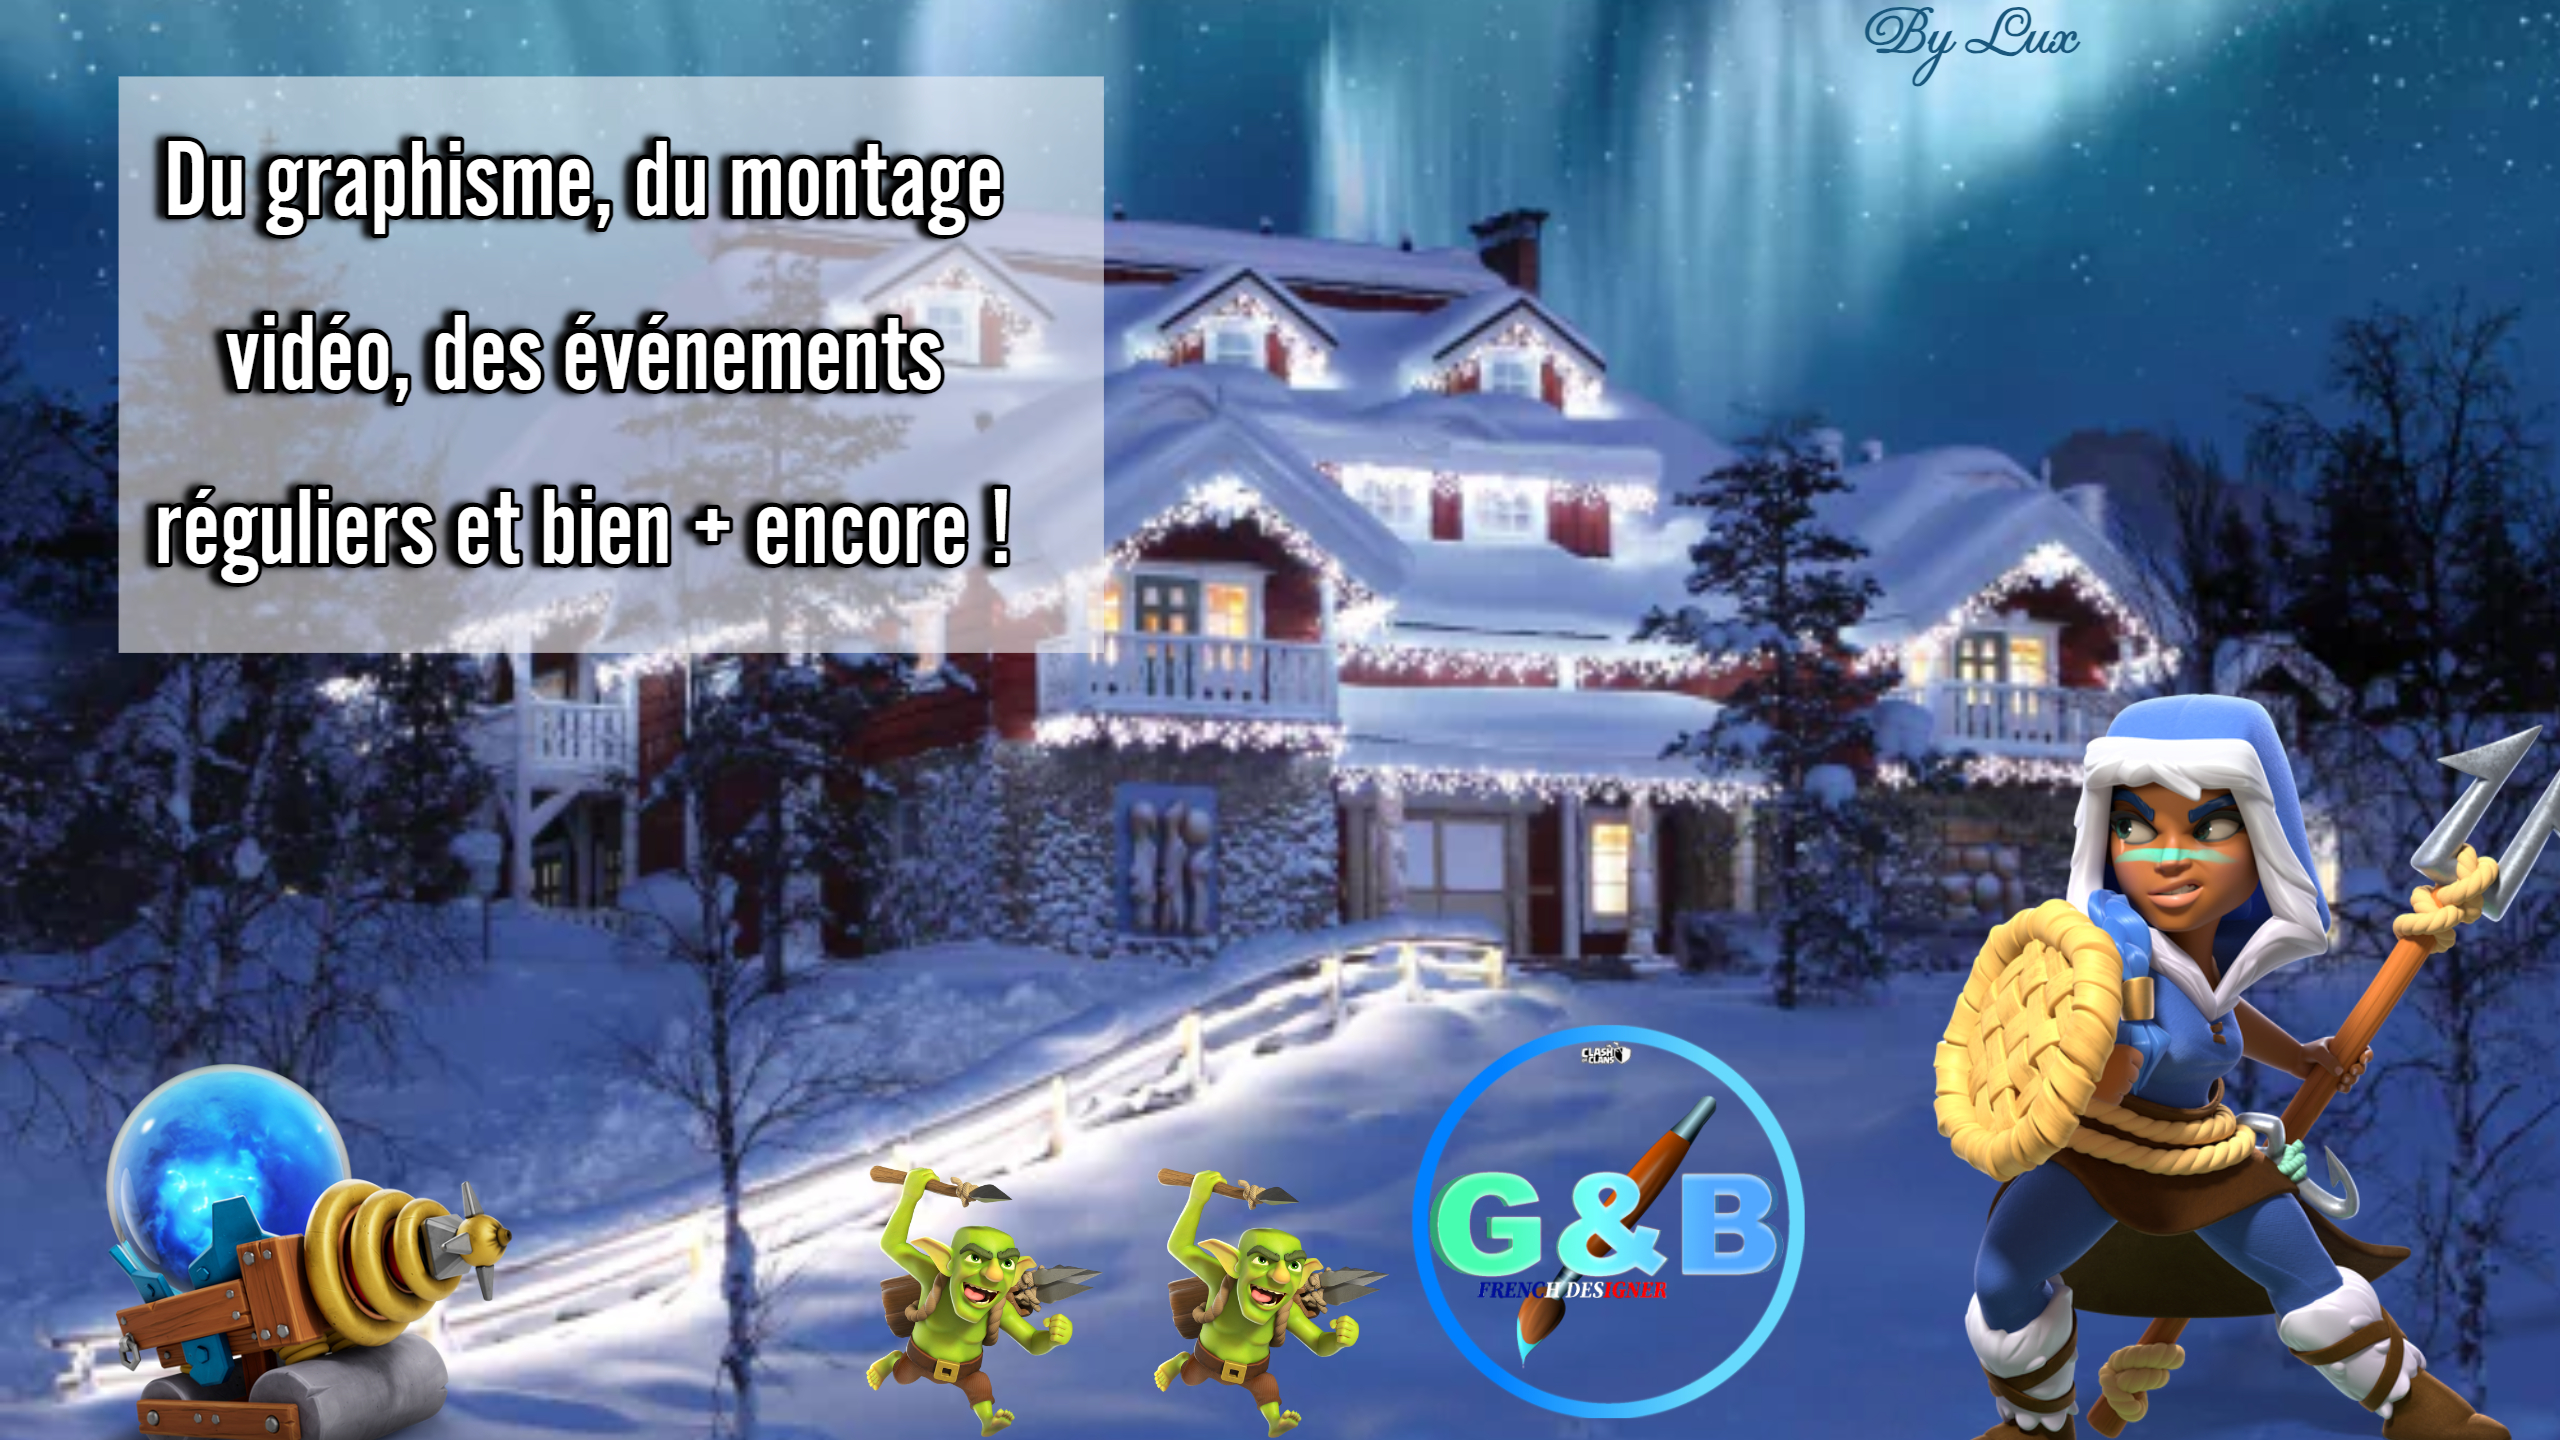 By Lux
Du graphisme, du montage
vidéo, des événements
réguliers et bien + encore !
CLASH OF CLANS
G&B
FRENCH DESIGNER